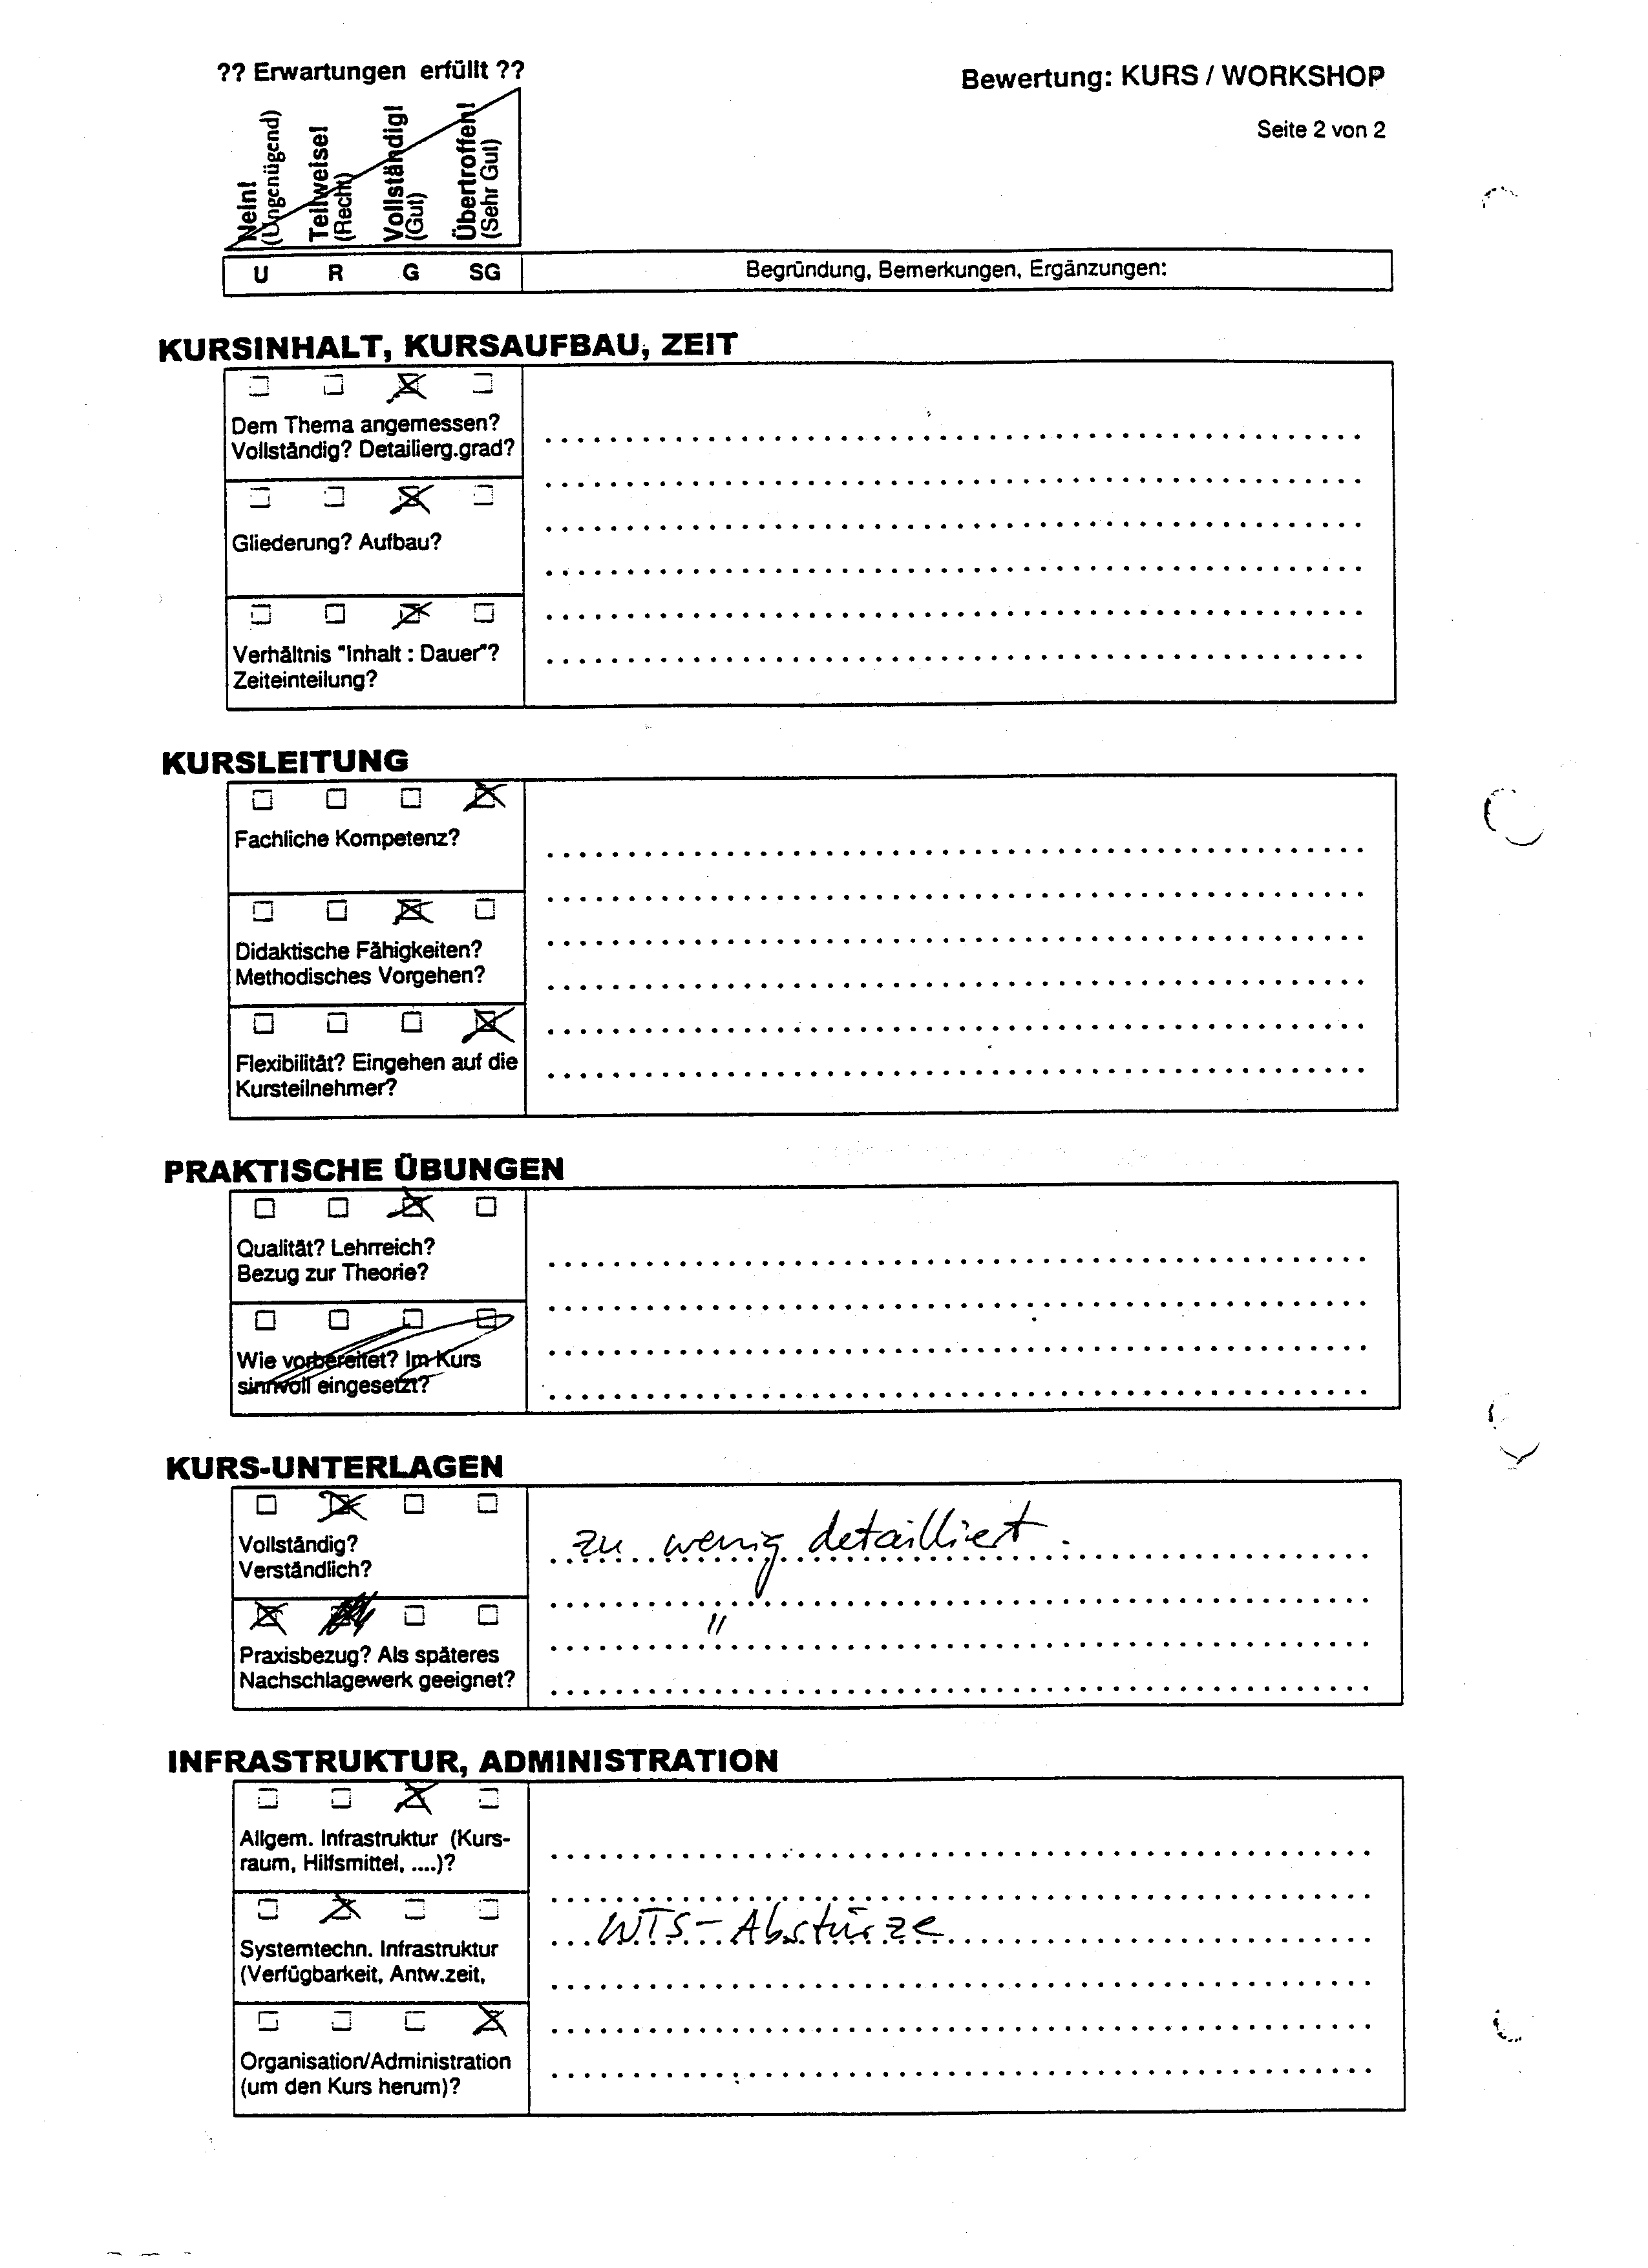 ?? Erwartungen erfüllt ??
Bewertung: KURS / WORKSHOP
Seite 2 von 2
Nein!
(Ungenügend)
Teilweise!
(Recht)
Vollständig!
(Gut)
Übertroffen!
(Sehr Gut)
U R G SG
Begründung, Bemerkungen, Ergänzungen:
KURSINHALT, KURSAUFBAU, ZEIT
Dem Thema angemessen?
Vollständig? Detailierg.grad?
Gliederung? Aufbau?
Verhältnis "Inhalt : Dauer"?
Zeiteinteilung?
KURSLEITUNG
Fachliche Kompetenz?
Didaktische Fähigkeiten?
Methodisches Vorgehen?
Flexibilität? Eingehen auf die
Kursteilnehmer?
PRAKTISCHE ÜBUNGEN
Qualität? Lehrreich?
Bezug zur Theorie?
Wie vorbereitet? Im Kurs
sinnvoll eingesetzt?
KURS-UNTERLAGEN
Vollständig?
Verständlich?
zu wenig detailliert.
"
Praxisbezug? Als späteres
Nachschlagewerk geeignet?
INFRASTRUKTUR, ADMINISTRATION
Allgem. Infrastruktur (Kurs-
raum, Hilfsmittel, ....)?
WTS-Abstürze
Systemtechn. Infrastruktur
(Verfügbarkeit, Antw.zeit,
Organisation/Administration
(um den Kurs herum)?